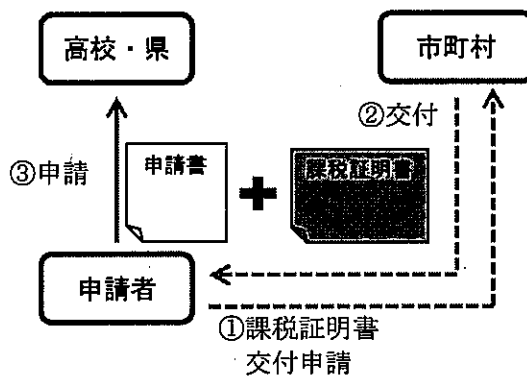 高校・県
市町村
②交付
③申請
申請書
課税証明書
申請者
①課税証明書
交付申請